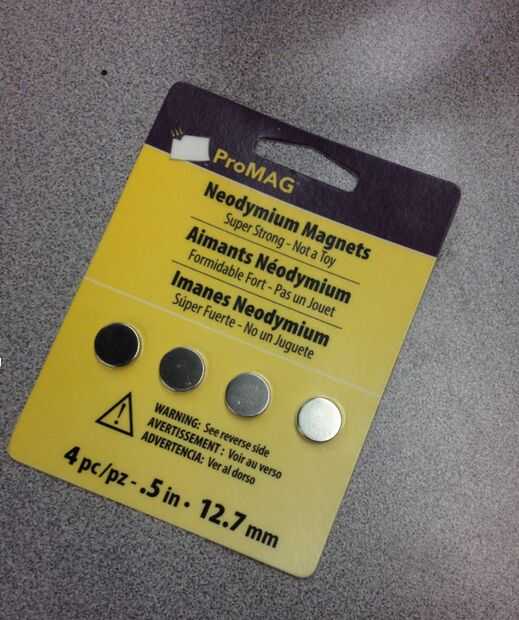 ProMAG®
Neodymium Magnets
Super Strong - Not a Toy
Aimants Néodymium
Formidable Fort - Pas un Jouet
Imanes Neodymium
Súper Fuerte - No un Juguete
WARNING: See reverse side
AVERTISSEMENT : Voir au verso
ADVERTENCIA: Ver al dorso
4 pc/pz - .5 in · 12.7 mm